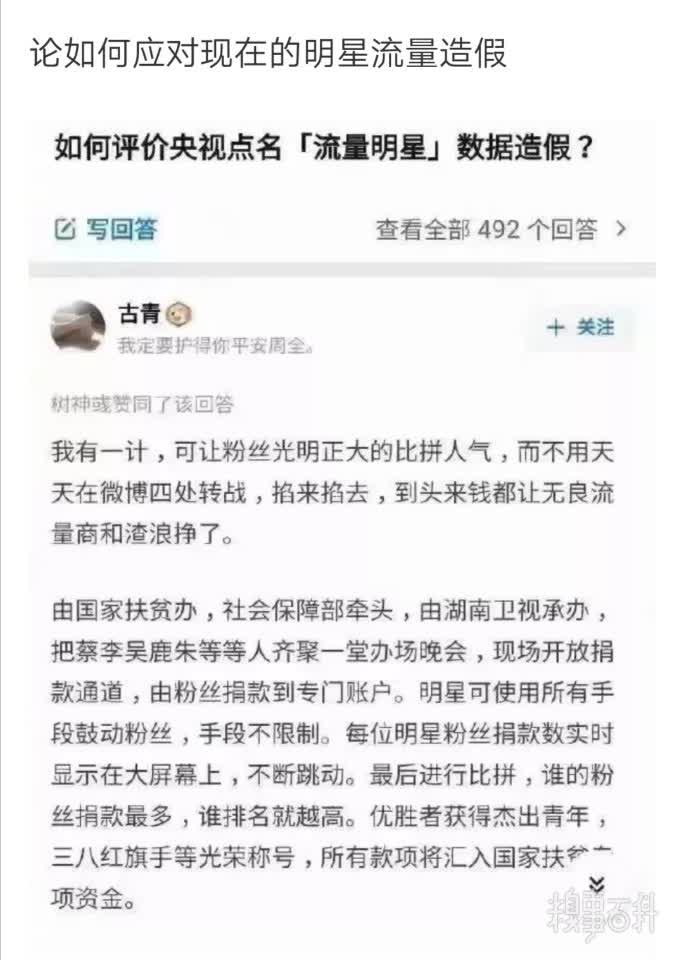 论如何应对现在的明星流量造假
如何评价央视点名「流量明星」数据造假？
写回答
查看全部 492 个回答
古青
我定要护得你平安周全。
关注
树神或赞同了该回答
我有一计，可让粉丝光明正大的比拼人气，而不用天
天在微博四处转战，掐来掐去，到头来钱都让无良流
量商和渣浪挣了。
由国家扶贫办，社会保障部牵头，由湖南卫视承办，
把蔡李吴鹿朱等等人齐聚一堂办场晚会，现场开放捐
款通道，由粉丝捐款到专门账户。明星可使用所有手
段鼓动粉丝，手段不限制。每位明星粉丝捐款数实时
显示在大屏幕上，不断跳动。最后进行比拼，谁的粉
丝捐款最多，谁排名就越高。优胜者获得杰出青年，
三八红旗手等光荣称号，所有款项将汇入国家扶贫专
项资金。
糗事百科